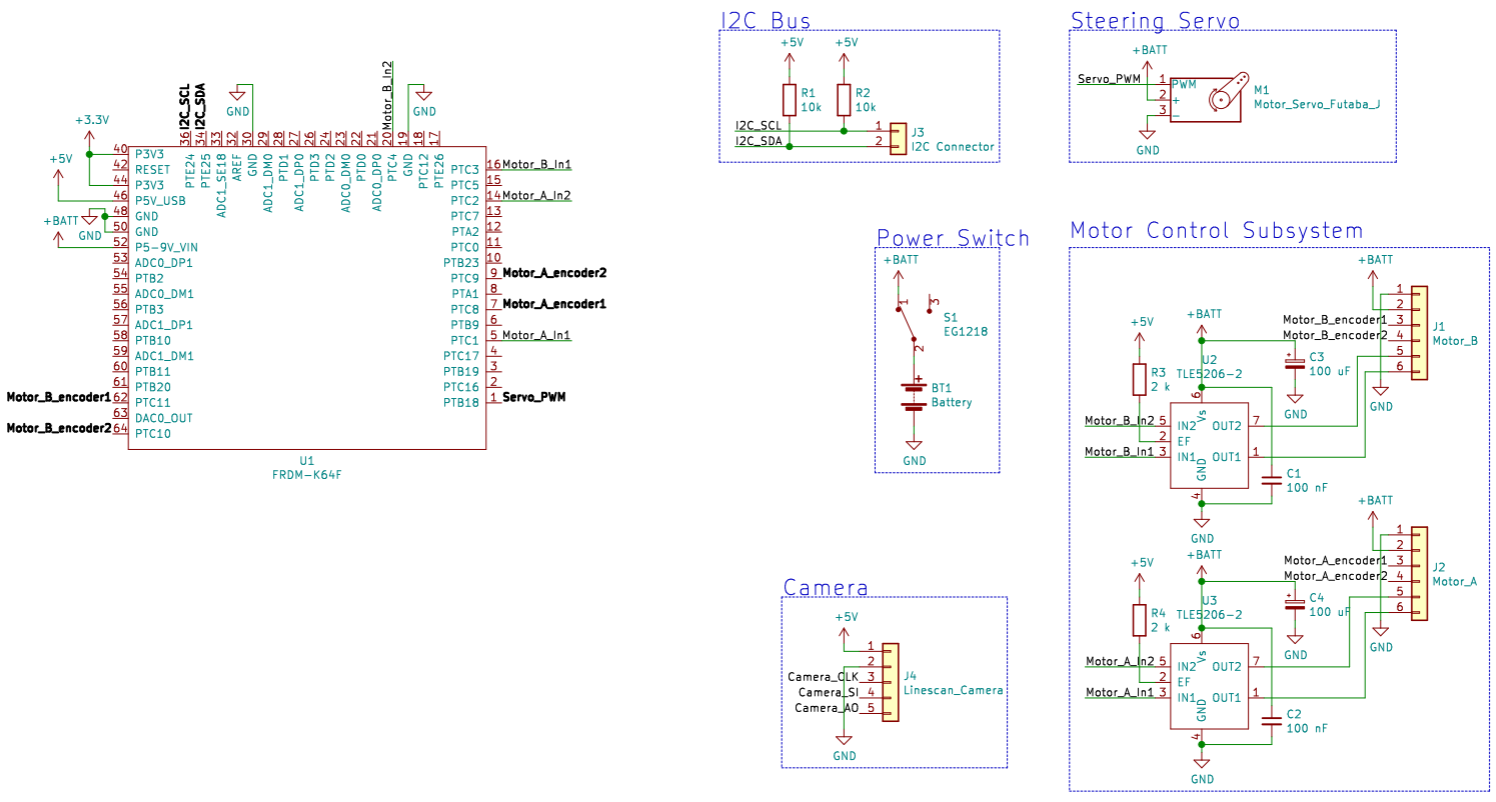 I2C Bus
+5V
+5V
R1
10k
R2
10k
I2C_SCL
I2C_SDA
1
2
J3
I2C Connector
Steering Servo
+BATT
Servo_PWM
1
2
3
PWM
+
-
M1
Motor_Servo_Futaba_J
GND
I2C_SCL
I2C_SDA
GND
Motor_B_In2
GND
36
34
33
32
30
29
28
27
26
24
23
22
21
20
19
18
17
PTE24
PTE25
ADC1_SE18
AREF
GND
ADC1_DM0
PTD1
ADC1_DP0
PTD3
PTD2
ADC0_DM0
PTD0
ADC0_DP0
PTC4
GND
PTC12
PTE26
+3.3V
+5V
+BATT
GND
40 P3V3
42 RESET
44 P3V3
46 P5V_USB
48 GND
50 GND
52 P5-9V_VIN
53 ADC0_DP1
54 PTB2
55 ADC0_DM1
56 PTB3
57 ADC1_DP1
58 PTB10
59 ADC1_DM1
60 PTB11
61 PTB20
Motor_B_encoder1 62 PTC11
63 DAC0_OUT
Motor_B_encoder2 64 PTC10
PTC3 16 Motor_B_In1
PTC5 15
PTC2 14 Motor_A_In2
PTC7 13
PTA2 12
PTC0 11
PTB23 10
PTC9 9 Motor_A_encoder2
PTA1 8
PTC8 7 Motor_A_encoder1
PTB9 6
PTC1 5 Motor_A_In1
PTC17 4
PTB19 3
PTC16 2
PTB18 1 Servo_PWM
U1
FRDM-K64F
Power Switch
+BATT
1
3
2
S1
EG1218
+
BT1
Battery
GND
Motor Control Subsystem
+BATT
+5V
+BATT
Motor_B_encoder1
Motor_B_encoder2
1
2
3
4
5
6
J1
Motor_B
GND
R3
2 k
U2
TLE5206-2
+
C3
100 uF
GND
6
Vs
Motor_B_In2 5 IN2
2 EF
Motor_B_In1 3 IN1
OUT2 7
OUT1 1
GND
4
C1
100 nF
GND
+BATT
+5V
+BATT
Motor_A_encoder1
Motor_A_encoder2
1
2
3
4
5
6
J2
Motor_A
GND
R4
2 k
U3
TLE5206-2
+
C4
100 uF
GND
6
Vs
Motor_A_In2 5 IN2
2 EF
Motor_A_In1 3 IN1
OUT2 7
OUT1 1
GND
4
C2
100 nF
GND
Camera
+5V
1
2
Camera_CLK 3
Camera_SI 4
Camera_AO 5
J4
Linescan_Camera
GND